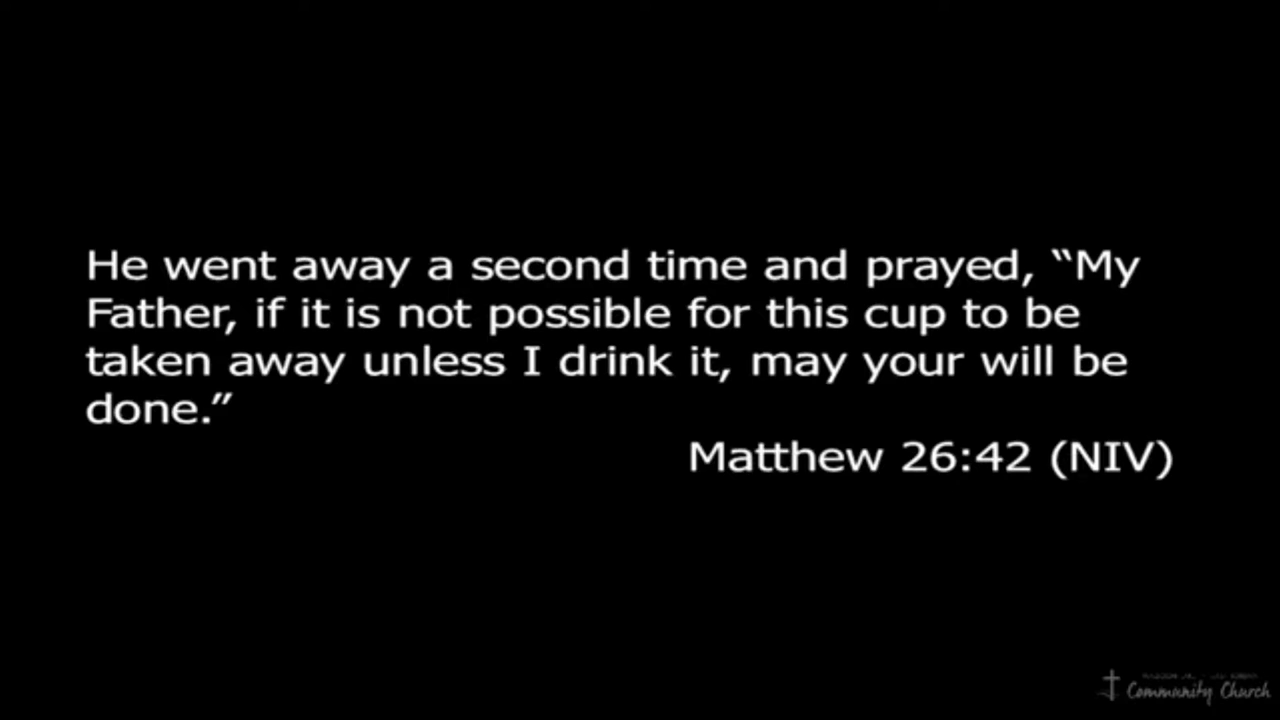 He went away a second time and prayed, “My
Father, if it is not possible for this cup to be
taken away unless I drink it, may your will be
done.”
Matthew 26:42 (NIV)
Community Church